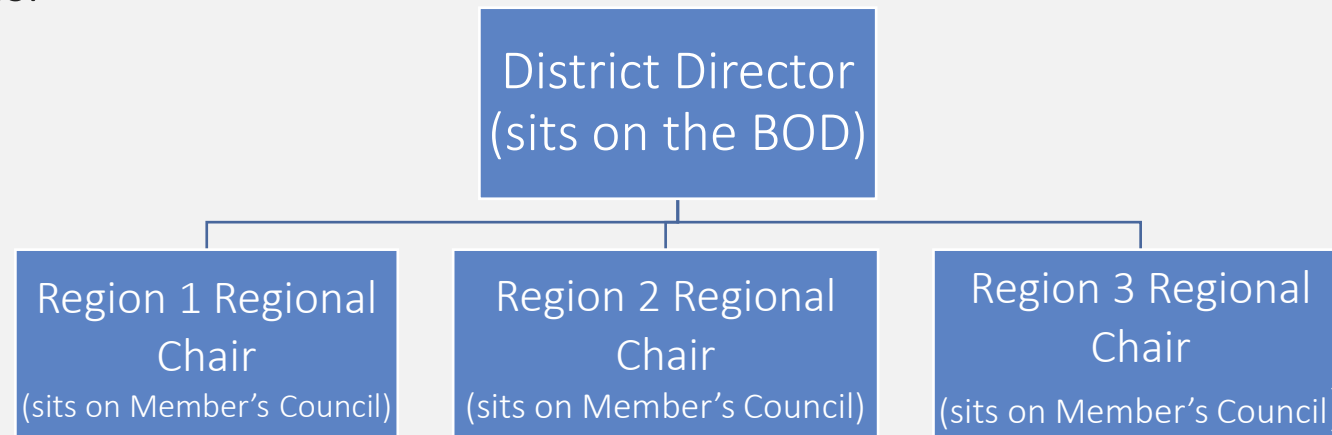 District Director
(sits on the BOD)
Region 1 Regional
Chair
(sits on Member’s Council)
Region 2 Regional
Chair
(sits on Member’s Council)
Region 3 Regional
Chair
(sits on Member’s Council)